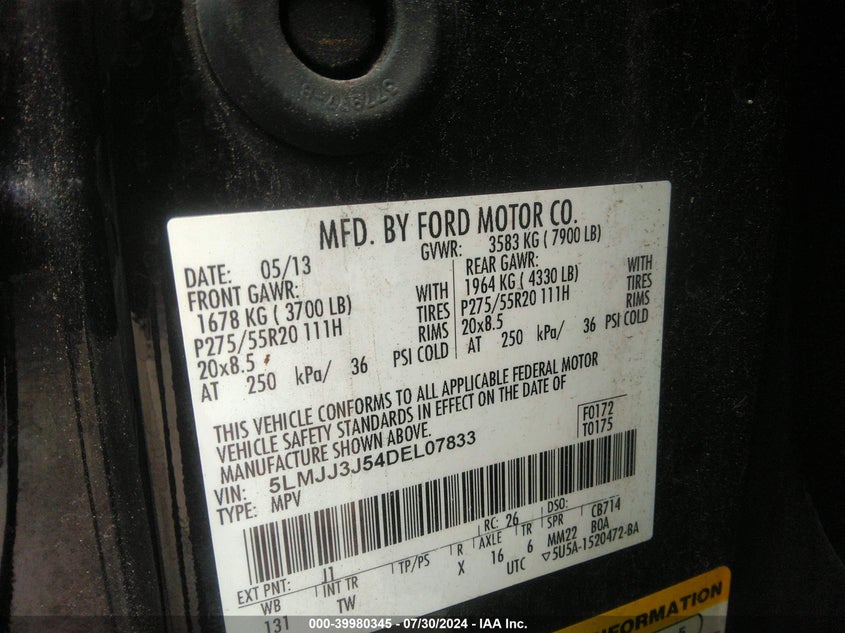 MFD. BY FORD MOTOR CO.
DATE: 05/13 GVWR: 3583 KG ( 7900 LB)
FRONT GAWR: REAR GAWR:
1678 KG ( 3700 LB) WITH 1964 KG ( 4330 LB) WITH
P275/55R20 111H TIRES P275/55R20 111H TIRES
20x8.5 RIMS 20x8.5 RIMS
AT 250 kPa/ 36 PSI COLD AT 250 kPa/ 36 PSI COLD
THIS VEHICLE CONFORMS TO ALL APPLICABLE FEDERAL MOTOR
VEHICLE SAFETY STANDARDS IN EFFECT ON THE DATE OF
MANUFACTURE SHOWN ABOVE.
F0172
T0175
VIN: 5LMJJ3J54DEL07833
TYPE: MPV
EXT PNT: J1 RC: 26 DSO: CB714
WB INT TR TP/PS R AXLE TR SPR BOA
131 TW X 16 6 MM22
UTC ▽5U5A-1520472-BA
INFORMATION
000-39980345 / 07/30/2024 - IAA Inc.